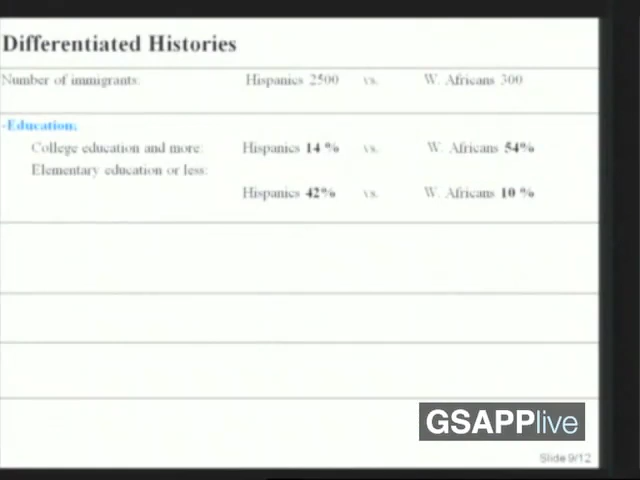 Differentiated Histories
Number of immigrants: Hispanics 2500 vs. W. Africans 300
-Education:
College education and more: Hispanics 14 % vs. W. Africans 54%
Elementary education or less:
Hispanics 42% vs. W. Africans 10 %
GSAPPlive
Slide 9/12